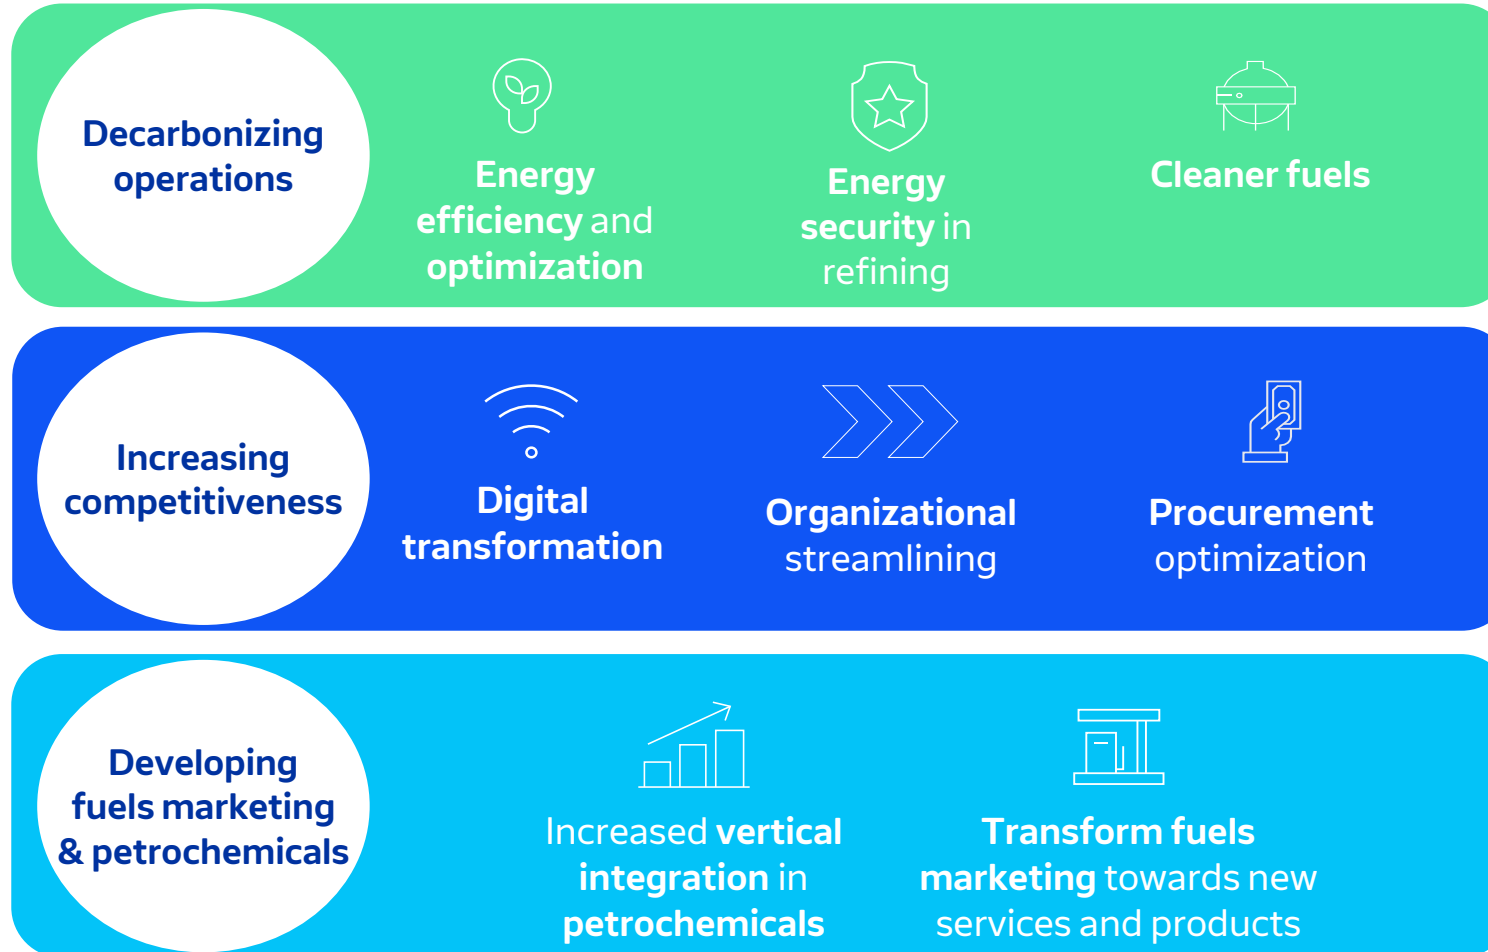 Decarbonizing
operations
Energy
efficiency and
optimization
Energy
security in
refining
Cleaner fuels
Increasing
competitiveness
Digital
transformation
Organizational
streamlining
Procurement
optimization
Developing
fuels marketing
& petrochemicals
Increased vertical
integration in
petrochemicals
Transform fuels
marketing towards new
services and products